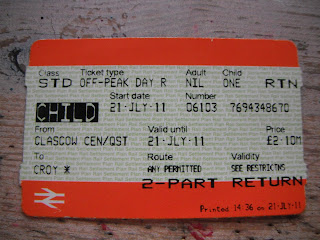 Class Ticket type Adult Child
STD OFF-PEAK DAY R NIL ONE RTN
Start date Number
CHILD 21·JLY·11 06103 7694348670
From Valid until Price
GLASGOW CEN/QST 21·JLY·11 £2·10M
To Route Validity
CROY * ANY PERMITTED SEE RESTRICTNS
2-PART RETURN
Printed 14:36 on 21·JLY·11